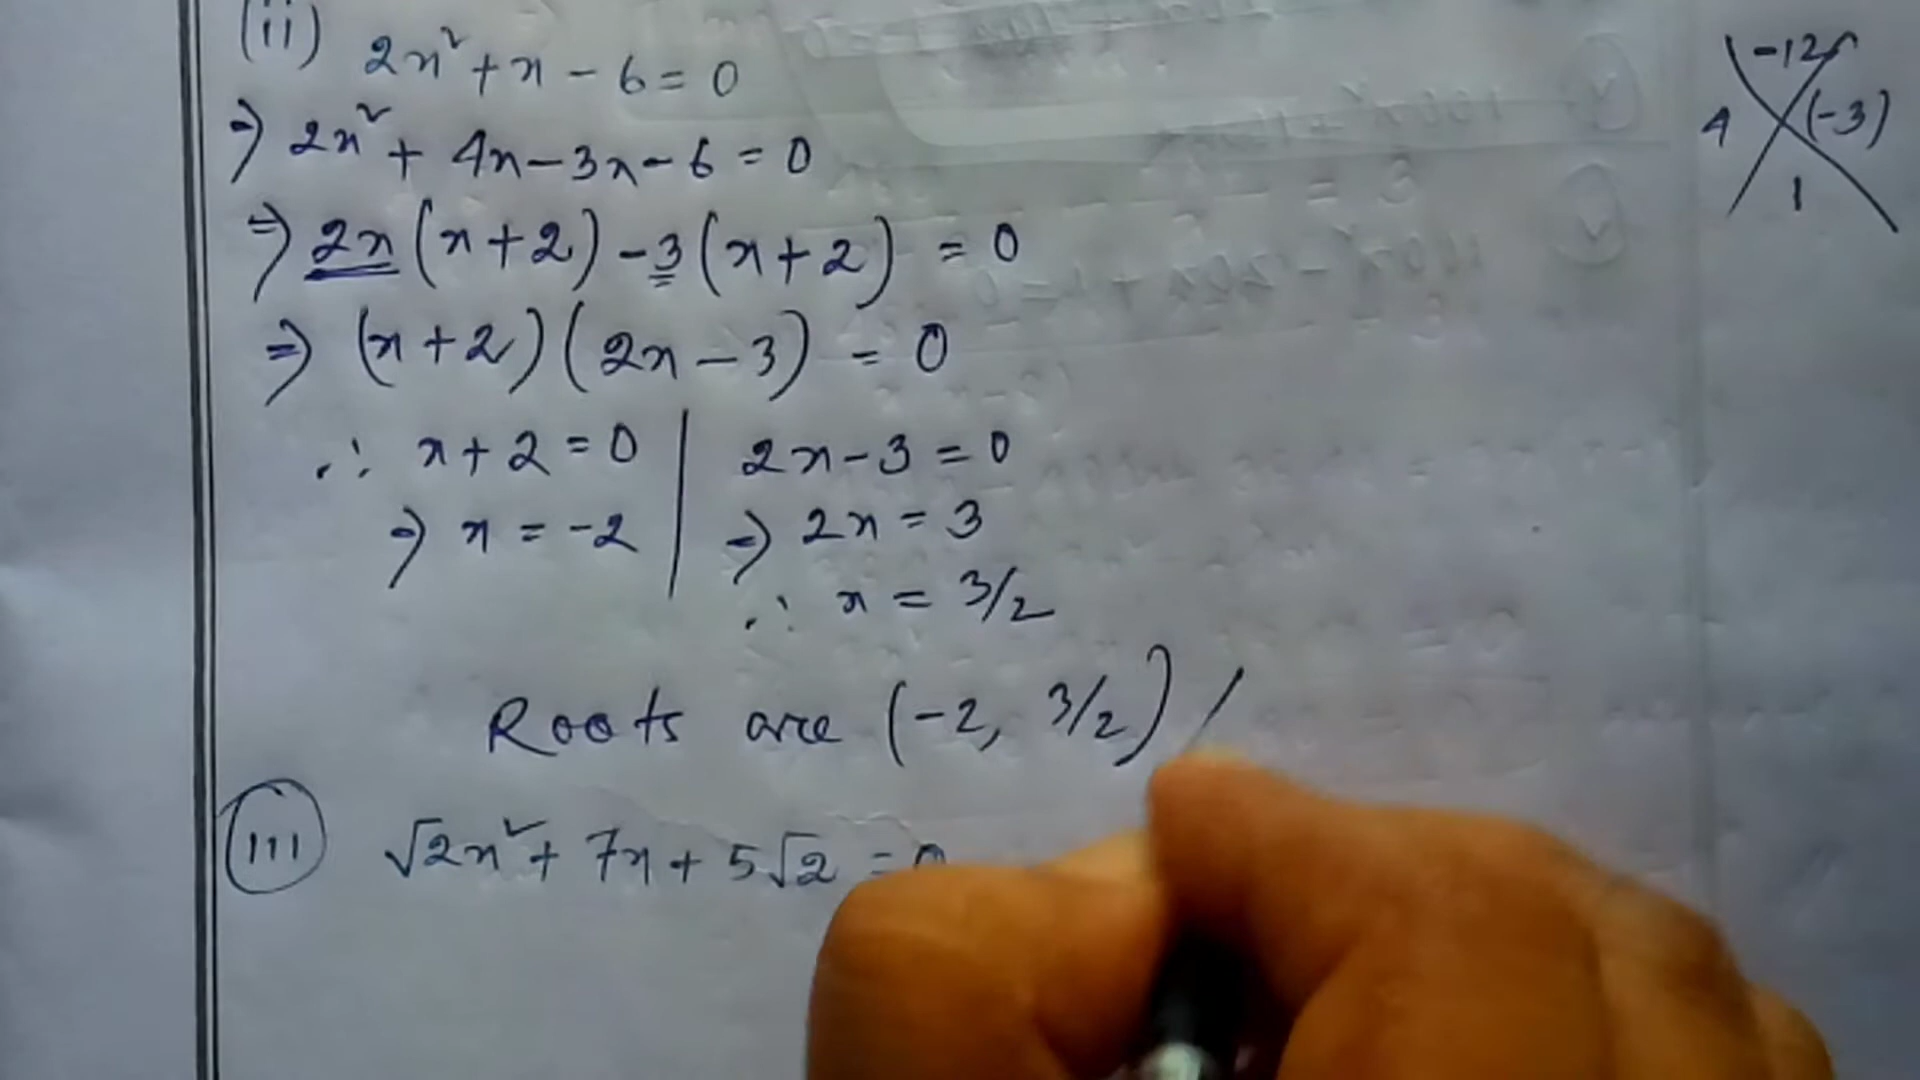 (ii) 2x² + x - 6 = 0
⇒ 2x² + 4x - 3x - 6 = 0
⇒ 2x(x+2) - 3(x+2) = 0
⇒ (x+2)(2x-3) = 0
∴ x+2 = 0 | 2x-3 = 0
⇒ x = -2 | ⇒ 2x = 3
∴ x = 3/2
Roots are (-2, 3/2)
(iii) √2x² + 7x + 5√2 = 0
-12
4 (-3)
1